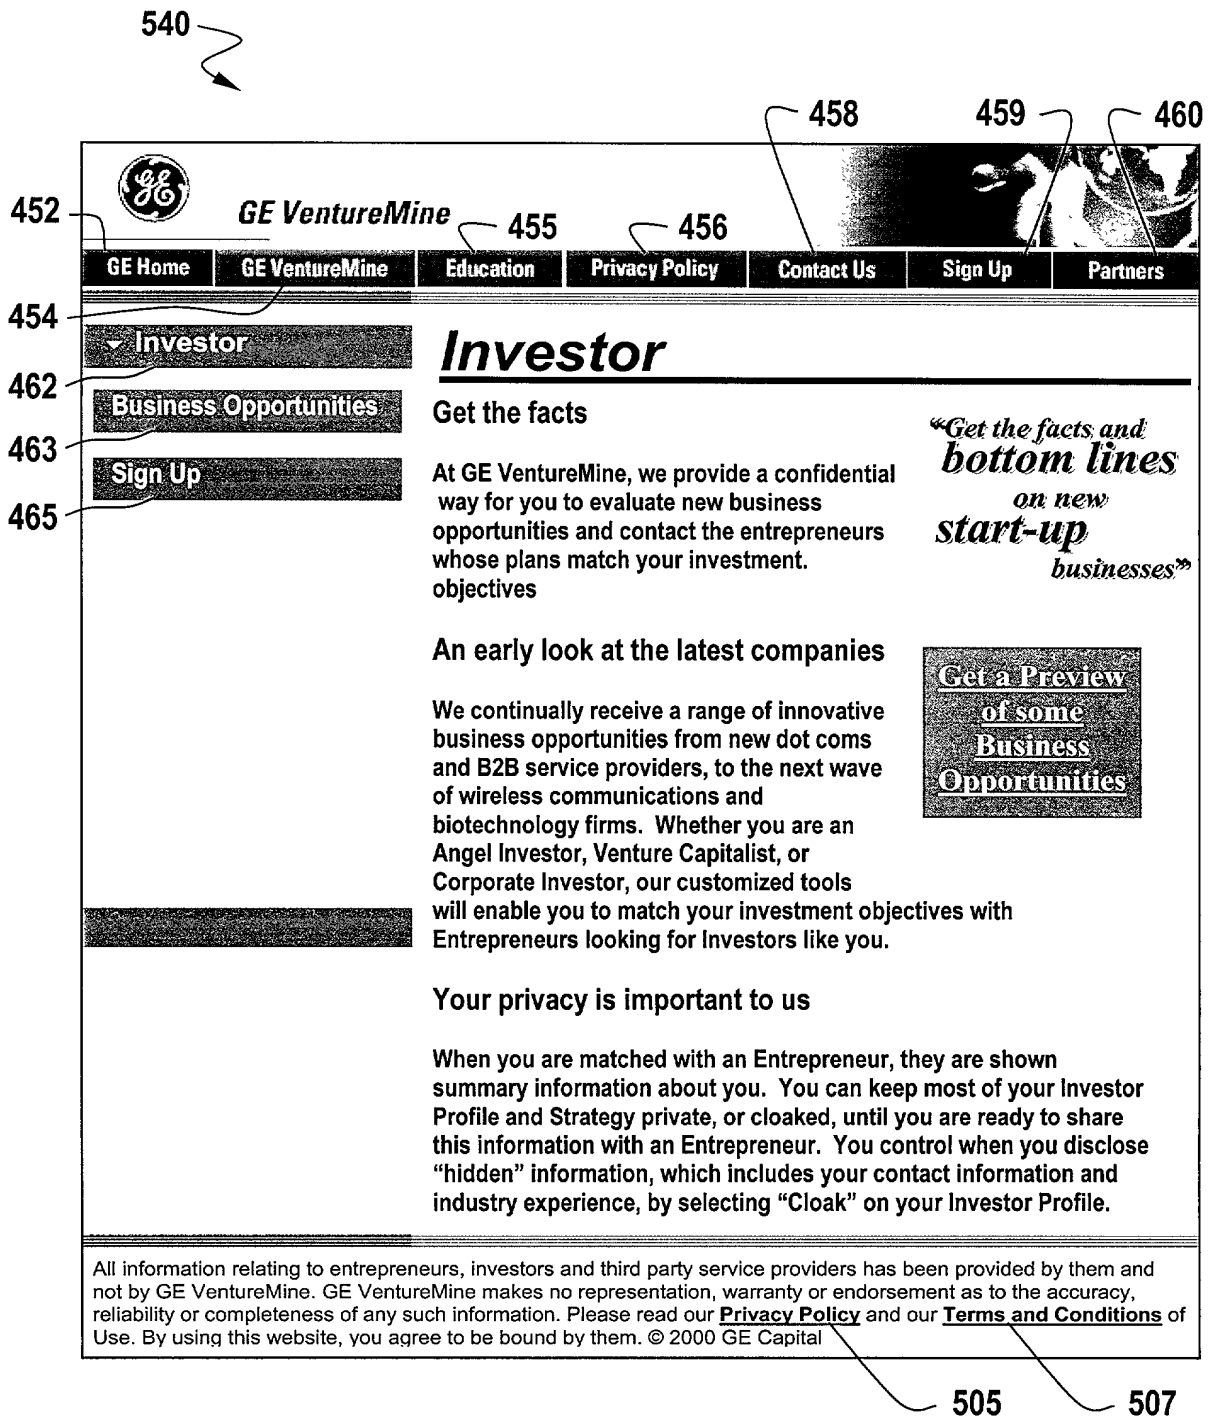 540
458 459 460
GE
452
GE VentureMine
455 456
GE Home GE VentureMine Education Privacy Policy Contact Us Sign Up Partners
454
Investor
462
Business Opportunities
463
Sign Up
465
Investor
Get the facts
At GE VentureMine, we provide a confidential
way for you to evaluate new business
opportunities and contact the entrepreneurs
whose plans match your investment.
objectives
“Get the facts and
bottom lines
on new
start-up
businesses”
An early look at the latest companies
We continually receive a range of innovative
business opportunities from new dot coms
and B2B service providers, to the next wave
of wireless communications and
biotechnology firms. Whether you are an
Angel Investor, Venture Capitalist, or
Corporate Investor, our customized tools
will enable you to match your investment objectives with
Entrepreneurs looking for Investors like you.
Get a Preview
of some
Business
Opportunities
Your privacy is important to us
When you are matched with an Entrepreneur, they are shown
summary information about you. You can keep most of your Investor
Profile and Strategy private, or cloaked, until you are ready to share
this information with an Entrepreneur. You control when you disclose
“hidden” information, which includes your contact information and
industry experience, by selecting “Cloak” on your Investor Profile.
All information relating to entrepreneurs, investors and third party service providers has been provided by them and
not by GE VentureMine. GE VentureMine makes no representation, warranty or endorsement as to the accuracy,
reliability or completeness of any such information. Please read our Privacy Policy and our Terms and Conditions of
Use. By using this website, you agree to be bound by them. © 2000 GE Capital
505 507